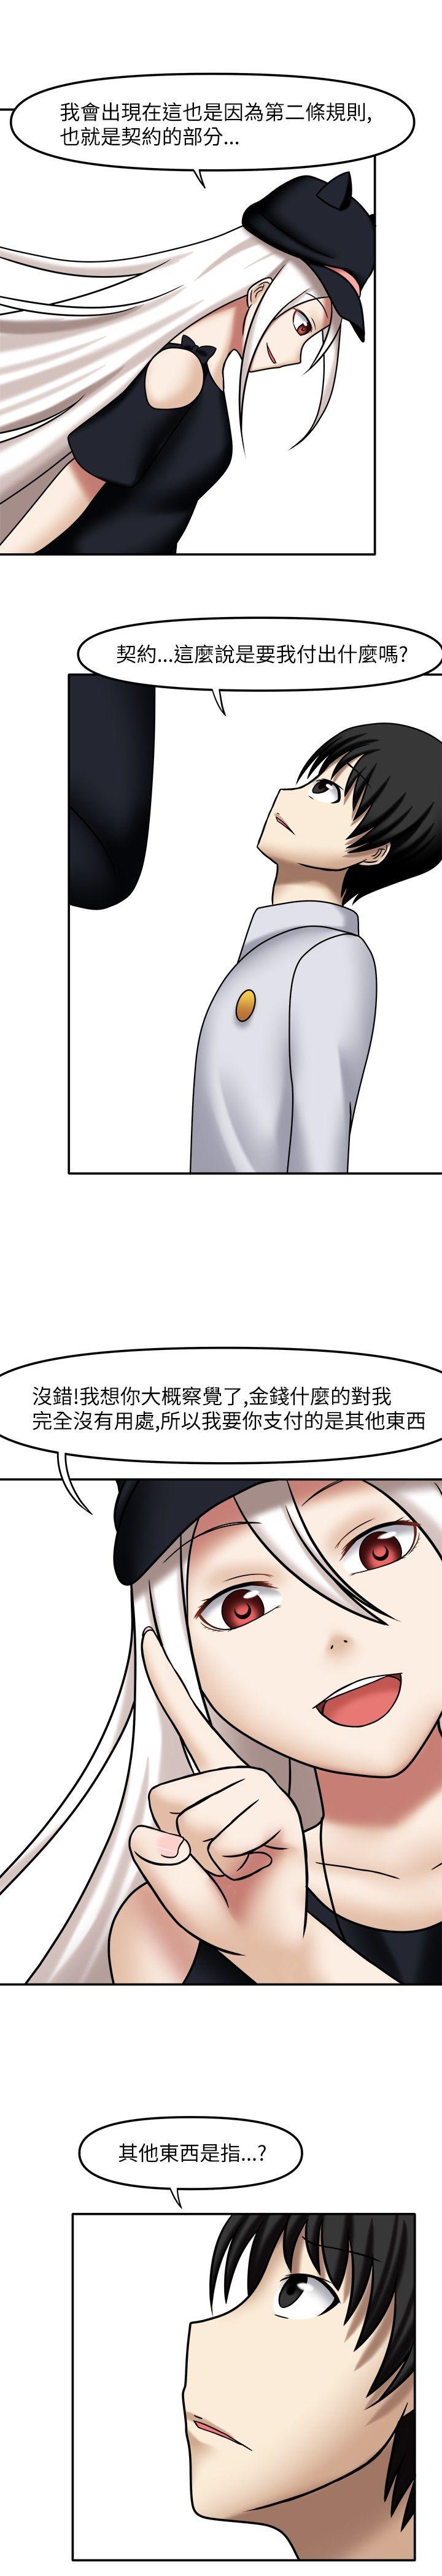 我會出現在這也是因為第二條規則,
也就是契約的部分...
契約...這麼說是要我付出什麼嗎?
沒錯!我想你大概察覺了,金錢什麼的對我
完全沒有用處,所以我要你支付的是其他東西
其他東西是指...?